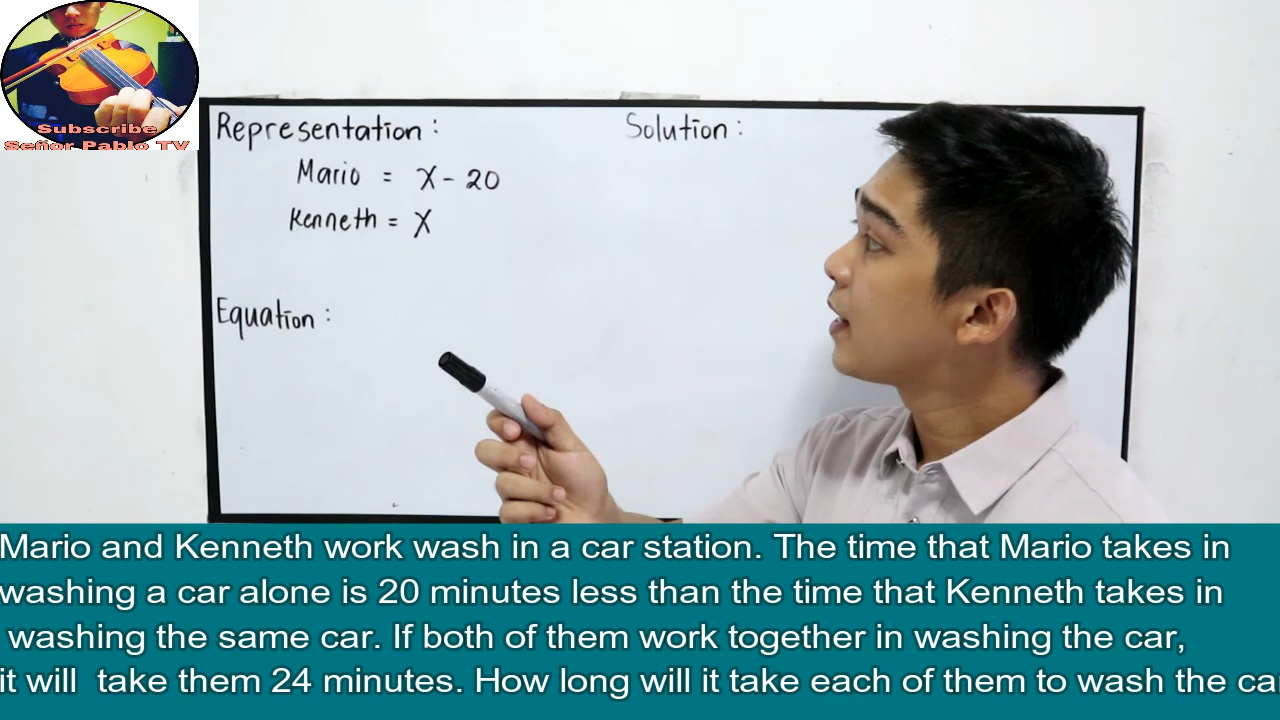 Subscribe
Señor Pablo TV
Representation :
Mario = X - 20
Kenneth = X
Equation :
Solution :
Mario and Kenneth work wash in a car station. The time that Mario takes in
washing a car alone is 20 minutes less than the time that Kenneth takes in
washing the same car. If both of them work together in washing the car,
it will take them 24 minutes. How long will it take each of them to wash the